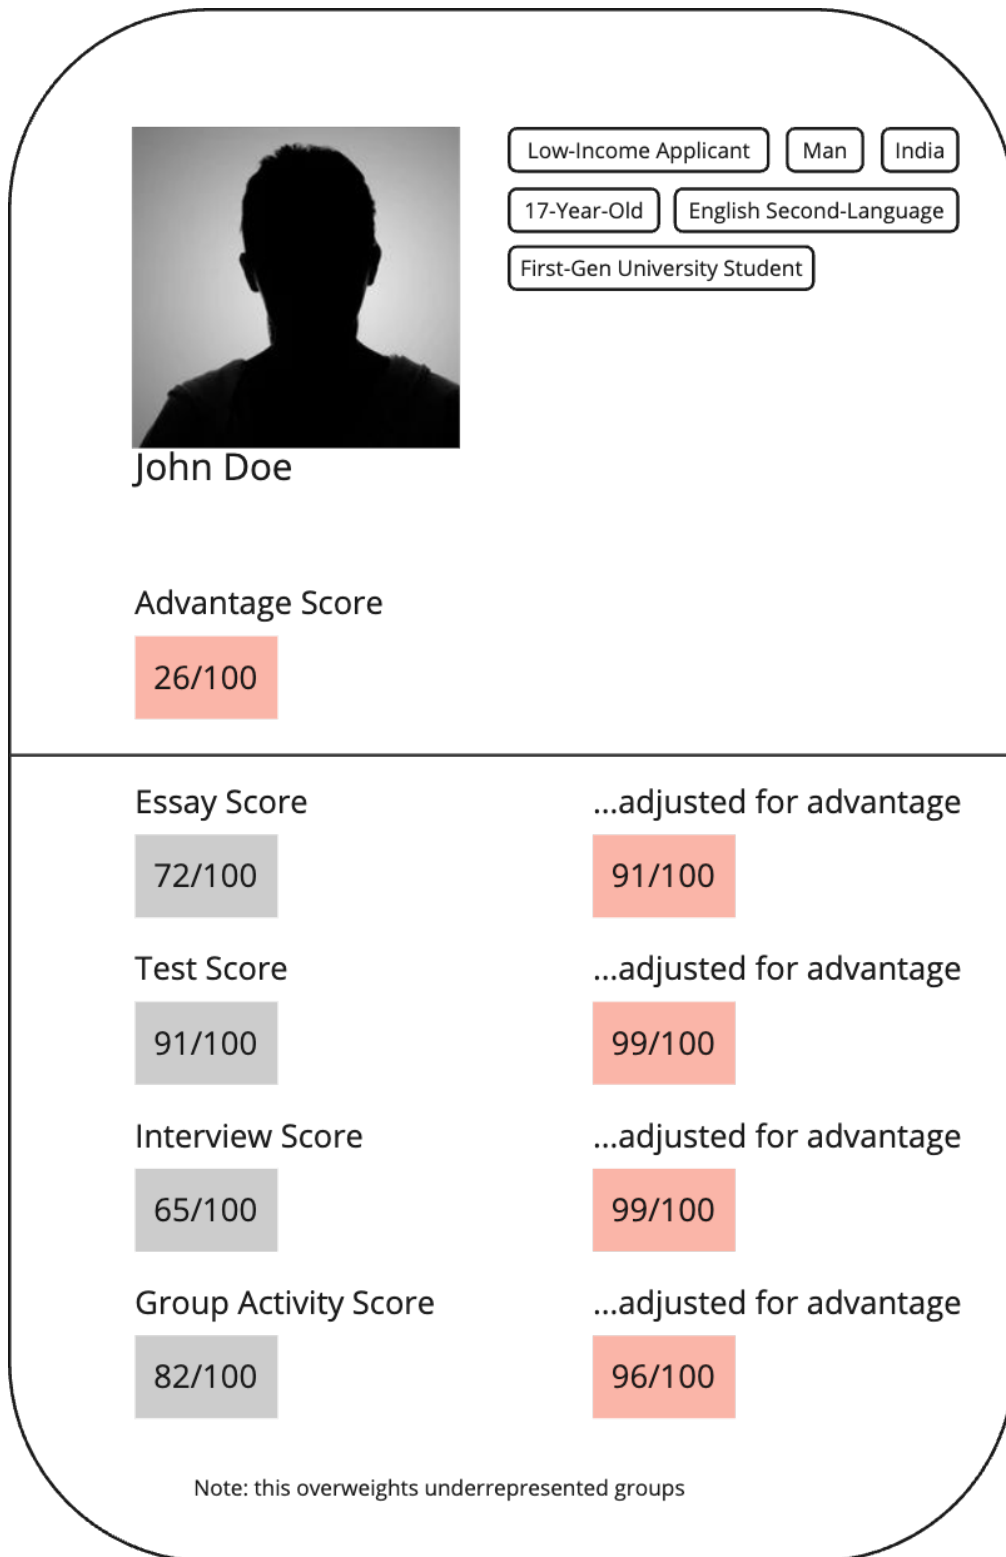 Low-Income Applicant Man India
17-Year-Old English Second-Language
First-Gen University Student
John Doe
Advantage Score
26/100
Essay Score ...adjusted for advantage
72/100 91/100
Test Score ...adjusted for advantage
91/100 99/100
Interview Score ...adjusted for advantage
65/100 99/100
Group Activity Score ...adjusted for advantage
82/100 96/100
Note: this overweights underrepresented groups